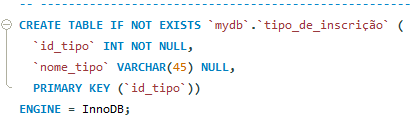 -- -----------------------------------------------------
CREATE TABLE IF NOT EXISTS `mydb`.`tipo_de_inscrição` (
`id_tipo` INT NOT NULL,
`nome_tipo` VARCHAR(45) NULL,
PRIMARY KEY (`id_tipo`))
ENGINE = InnoDB;